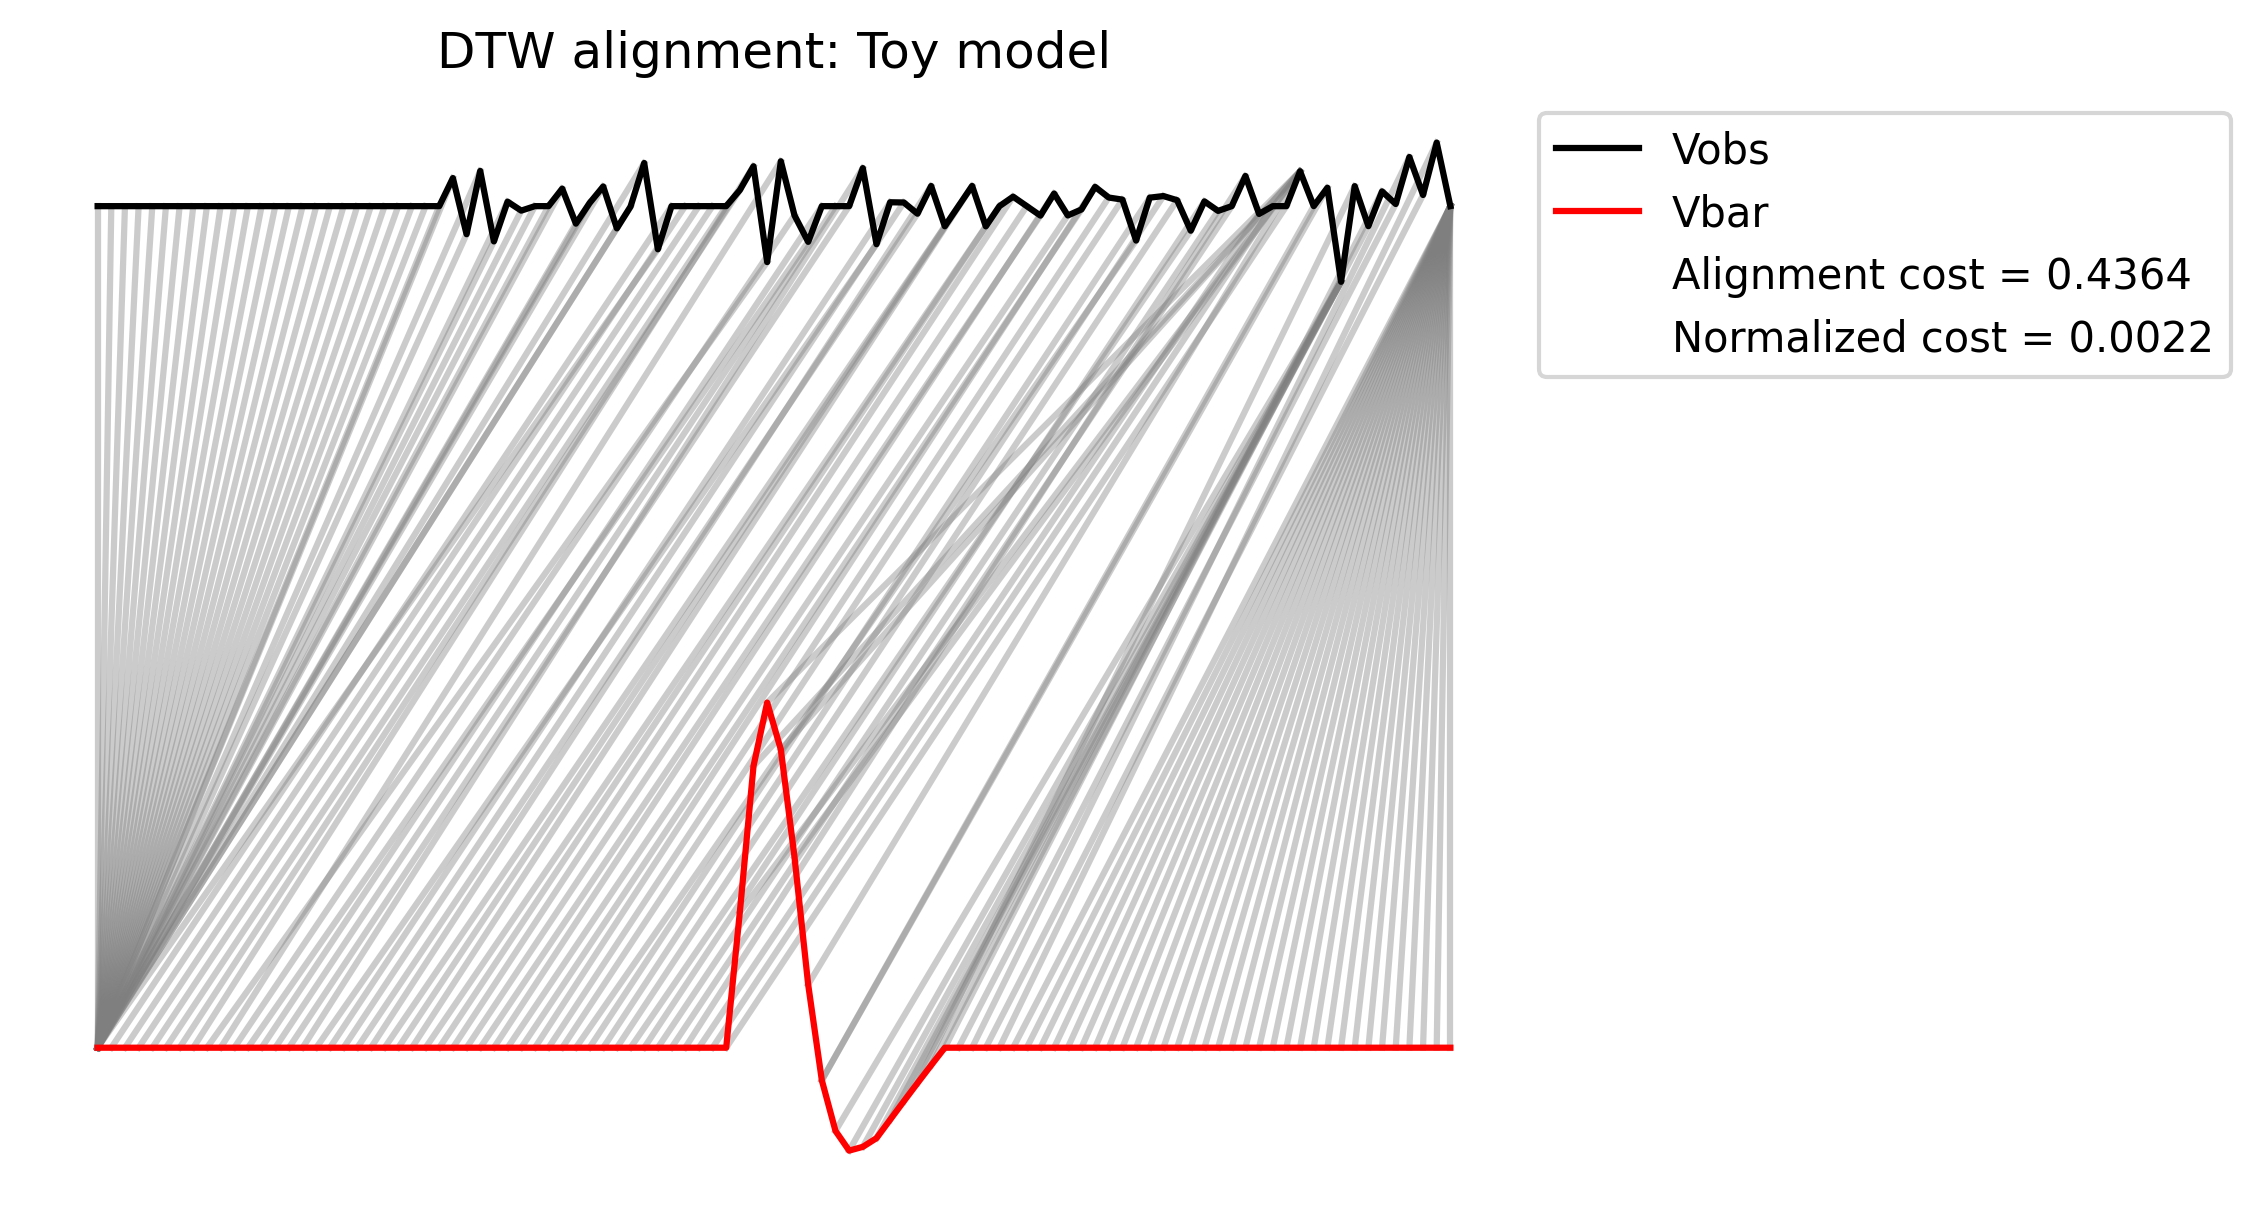 DTW alignment: Toy model
Vobs
Vbar
Alignment cost = 0.4364
Normalized cost = 0.0022